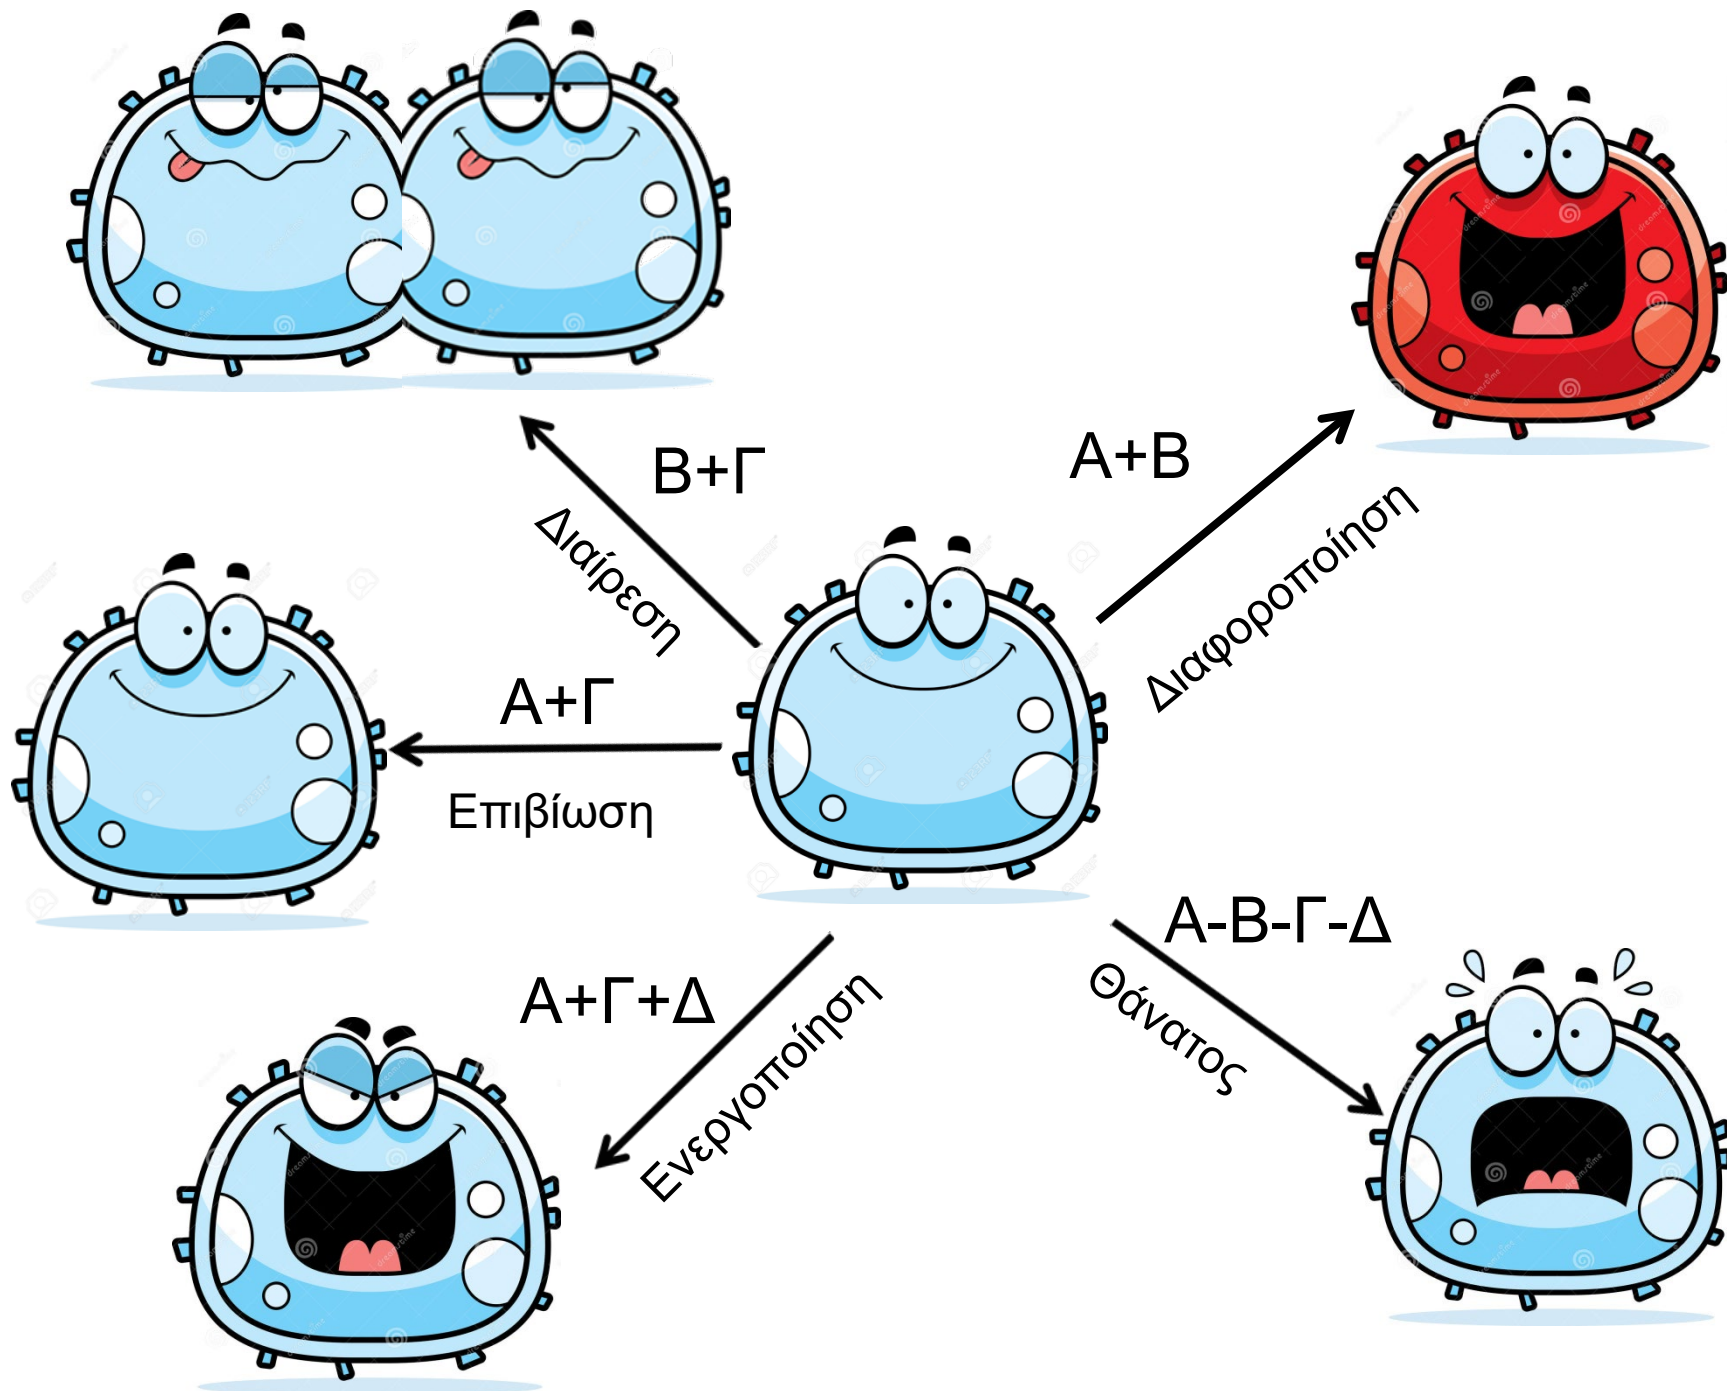 Β+Γ
Διαίρεση
Α+Β
Διαφοροποίηση
Α+Γ
Επιβίωση
Α+Γ+Δ
Ενεργοποίηση
Α-Β-Γ-Δ
Θάνατος